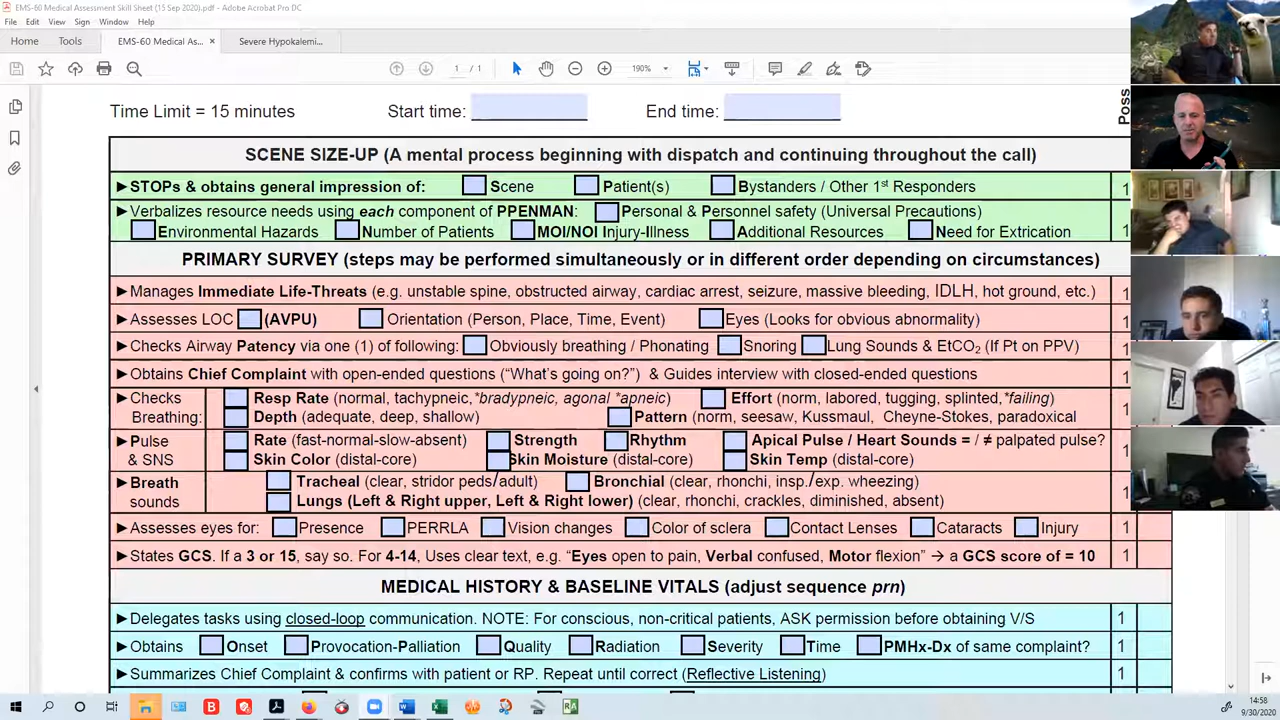 EMS-60 Medical Assessment Skill Sheet (15 Sep 2020).pdf - Adobe Acrobat Pro DC
File Edit View Sign Window Help
Home Tools EMS-60 Medical As... × Severe Hypokalemi...
1 / 1 190%
Time Limit = 15 minutes Start time: End time: Poss
SCENE SIZE-UP (A mental process beginning with dispatch and continuing throughout the call)
►STOPs & obtains general impression of: Scene Patient(s) Bystanders / Other 1st Responders 1
►Verbalizes resource needs using each component of PPENMAN: Personal & Personnel safety (Universal Precautions)
Environmental Hazards Number of Patients MOI/NOI Injury-Illness Additional Resources Need for Extrication 1
PRIMARY SURVEY (steps may be performed simultaneously or in different order depending on circumstances)
►Manages Immediate Life-Threats (e.g. unstable spine, obstructed airway, cardiac arrest, seizure, massive bleeding, IDLH, hot ground, etc.) 1
►Assesses LOC (AVPU) Orientation (Person, Place, Time, Event) Eyes (Looks for obvious abnormality) 1
►Checks Airway Patency via one (1) of following: Obviously breathing / Phonating Snoring Lung Sounds & EtCO2 (If Pt on PPV) 1
►Obtains Chief Complaint with open-ended questions (“What’s going on?”) & Guides interview with closed-ended questions 1
►Checks Resp Rate (normal, tachypneic,*bradypneic, agonal *apneic) Effort (norm, labored, tugging, splinted,*failing)
Breathing: Depth (adequate, deep, shallow) Pattern (norm, seesaw, Kussmaul, Cheyne-Stokes, paradoxical 1
►Pulse Rate (fast-normal-slow-absent) Strength Rhythm Apical Pulse / Heart Sounds = / ≠ palpated pulse?
& SNS Skin Color (distal-core) Skin Moisture (distal-core) Skin Temp (distal-core) 1
►Breath Tracheal (clear, stridor peds/adult) Bronchial (clear, rhonchi, insp./exp. wheezing)
sounds Lungs (Left & Right upper, Left & Right lower) (clear, rhonchi, crackles, diminished, absent) 1
►Assesses eyes for: Presence PERRLA Vision changes Color of sclera Contact Lenses Cataracts Injury 1
►States GCS. If a 3 or 15, say so. For 4-14, Uses clear text, e.g. “Eyes open to pain, Verbal confused, Motor flexion” → a GCS score of = 10 1
MEDICAL HISTORY & BASELINE VITALS (adjust sequence prn)
►Delegates tasks using closed-loop communication. NOTE: For conscious, non-critical patients, ASK permission before obtaining V/S 1
►Obtains Onset Provocation-Palliation Quality Radiation Severity Time PMHx-Dx of same complaint? 1
►Summarizes Chief Complaint & confirms with patient or RP. Repeat until correct (Reflective Listening) 1
14:58
9/30/2020